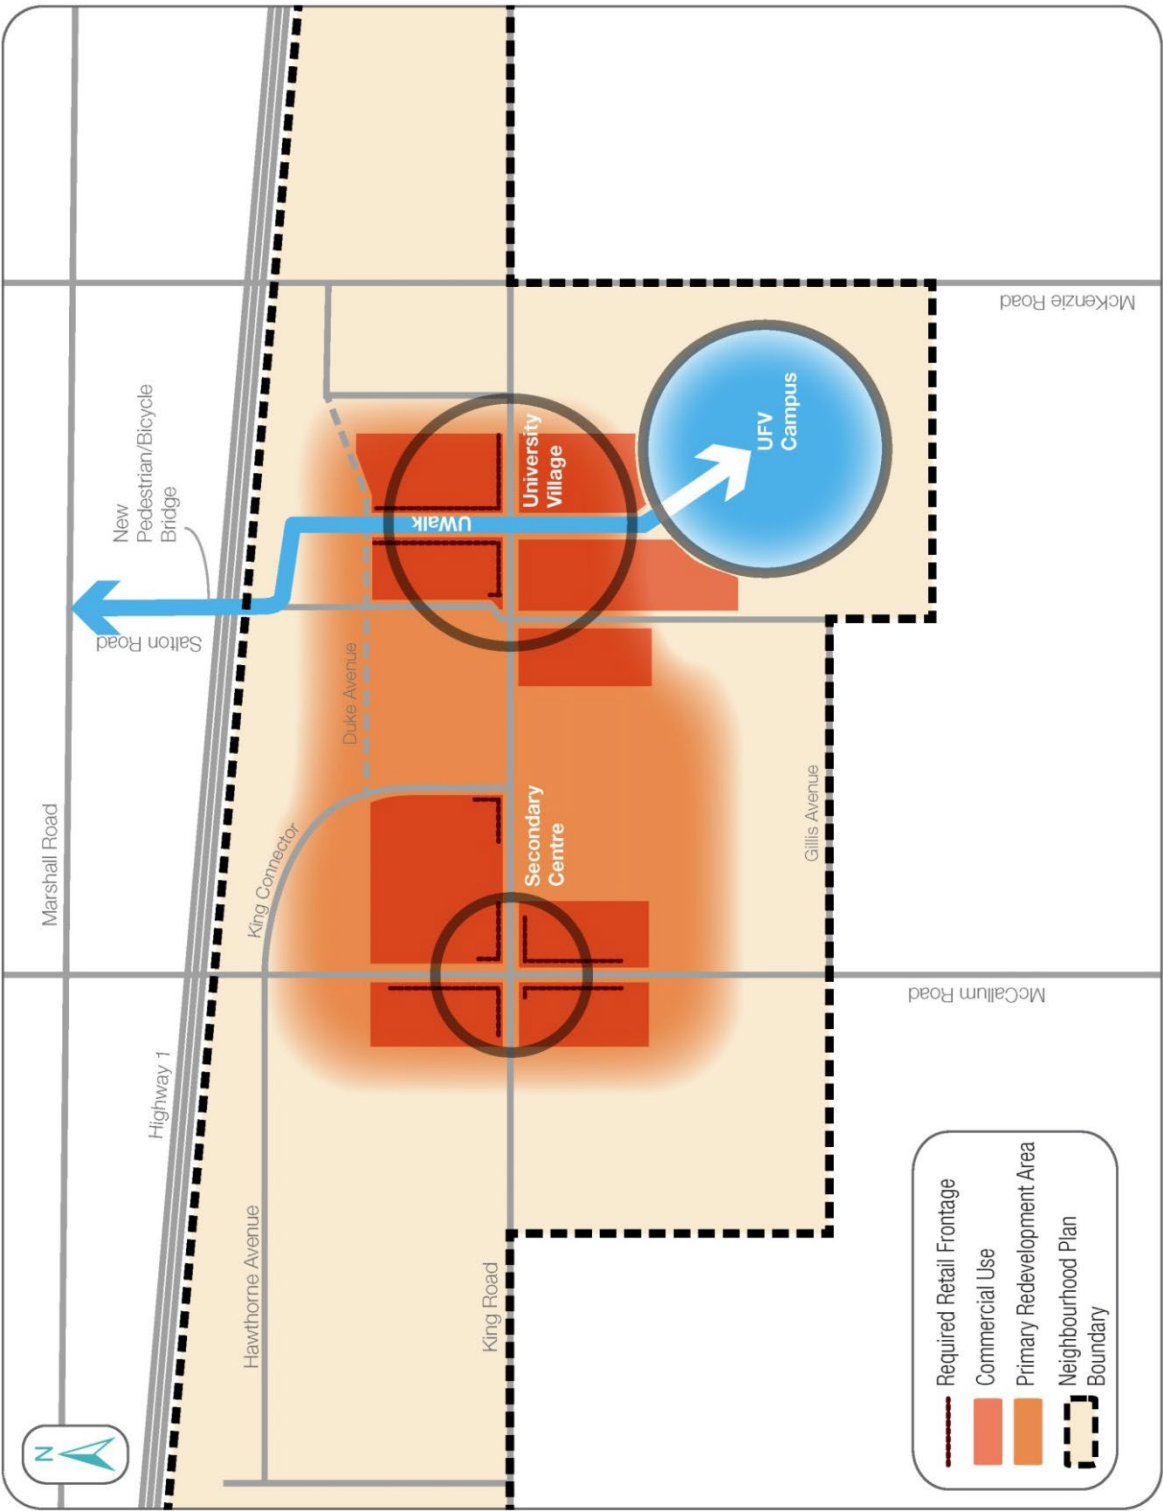 N
Marshall Road
Highway 1
Hawthorne Avenue
King Road
King Connector
Duke Avenue
Salton Road
New
Pedestrian/Bicycle
Bridge
UWalk
University
Village
Secondary
Centre
UFV
Campus
Gillis Avenue
McCallum Road
McKenzie Road
Required Retail Frontage
Commercial Use
Primary Redevelopment Area
Neighbourhood Plan
Boundary